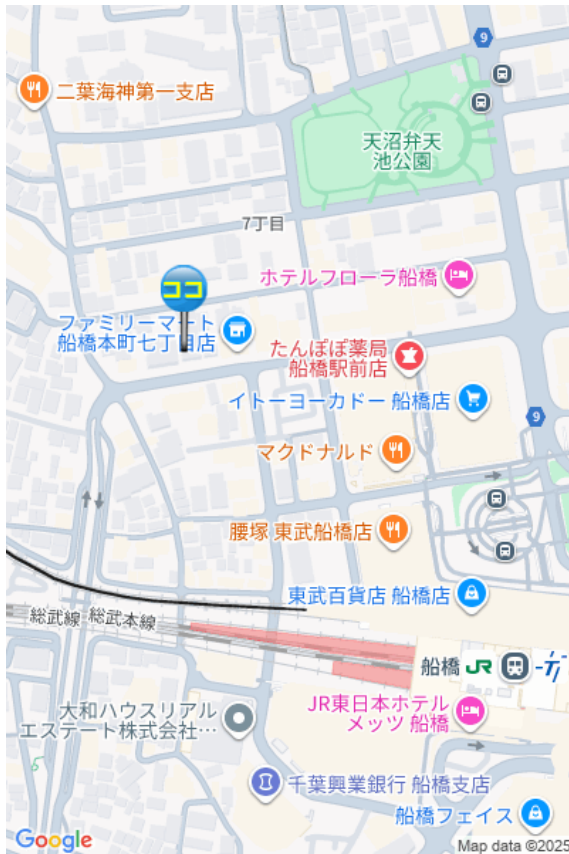 9
二葉海神第一支店
天沼弁天
池公園
7丁目
ホテルフローラ船橋
ココ
ファミリーマート
船橋本町七丁目店
たんぽぽ薬局
船橋駅前店
イトーヨーカドー 船橋店
9
マクドナルド
腰塚 東武船橋店
東武百貨店 船橋店
総武線
総武本線
船橋 JR
JR東日本ホテル
メッツ 船橋
大和ハウスリアル
エステート株式会社…
千葉興業銀行 船橋支店
船橋フェイス
Google
Map data ©2025